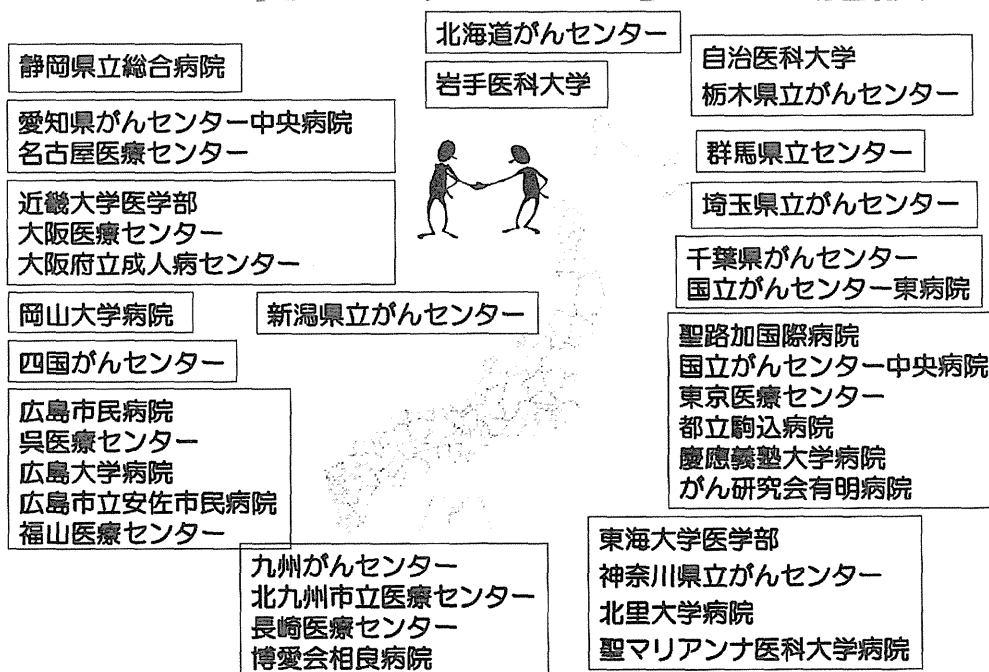 北海道がんセンター
岩手医科大学
静岡県立総合病院
愛知県がんセンター中央病院
名古屋医療センター
近畿大学医学部
大阪医療センター
大阪府立成人病センター
岡山大学病院
新潟県立がんセンター
四国がんセンター
広島市民病院
呉医療センター
広島大学病院
広島市立安佐市民病院
福山医療センター
九州がんセンター
北九州市立医療センター
長崎医療センター
博愛会相良病院
自治医科大学
栃木県立がんセンター
群馬県立センター
埼玉県立がんセンター
千葉県がんセンター
国立がんセンター東病院
聖路加国際病院
国立がんセンター中央病院
東京医療センター
都立駒込病院
慶應義塾大学病院
がん研究会有明病院
東海大学医学部
神奈川県立がんセンター
北里大学病院
聖マリアンナ医科大学病院